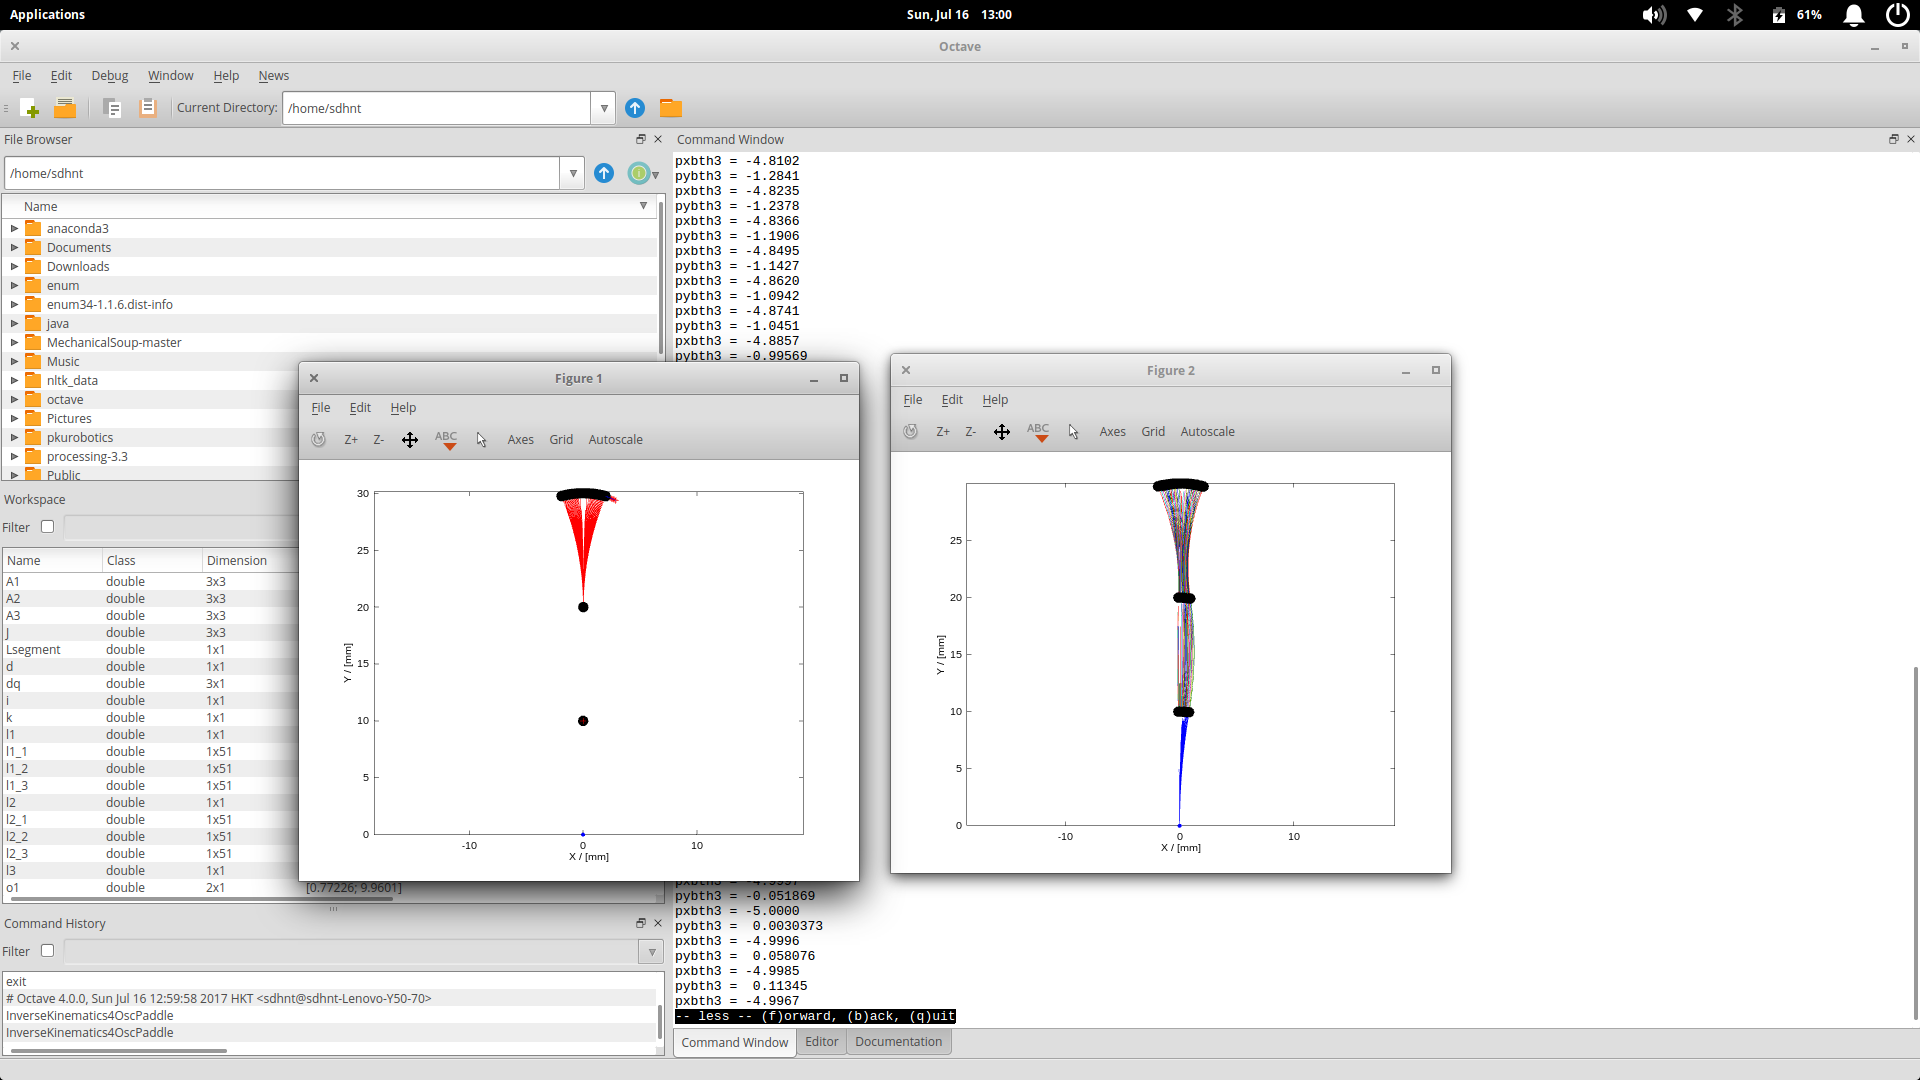 Applications
Sun, Jul 16 13:00
61%
Octave
File Edit Debug Window Help News
Current Directory: /home/sdhnt
File Browser
/home/sdhnt
Name
anaconda3
Documents
Downloads
enum
enum34-1.1.6.dist-info
java
MechanicalSoup-master
Music
nltk_data
octave
Pictures
pkurobotics
processing-3.3
Public
Workspace
Filter
Name Class Dimension
A1 double 3x3
A2 double 3x3
A3 double 3x3
J double 3x3
Lsegment double 1x1
d double 1x1
dq double 3x1
i double 1x1
k double 1x1
l1 double 1x1
l1_1 double 1x51
l1_2 double 1x51
l1_3 double 1x51
l2 double 1x1
l2_1 double 1x51
l2_2 double 1x51
l2_3 double 1x51
l3 double 1x1
o1 double 2x1 [0.77226; 9.9601]
Command History
Filter
exit
# Octave 4.0.0, Sun Jul 16 12:59:58 2017 HKT <sdhnt@sdhnt-Lenovo-Y50-70>
InverseKinematics4OscPaddle
InverseKinematics4OscPaddle
Command Window
pxbth3 = -4.8102
pybth3 = -1.2841
pxbth3 = -4.8235
pybth3 = -1.2378
pxbth3 = -4.8366
pybth3 = -1.1906
pxbth3 = -4.8495
pybth3 = -1.1427
pxbth3 = -4.8620
pybth3 = -1.0942
pxbth3 = -4.8741
pybth3 = -1.0451
pxbth3 = -4.8857
pybth3 = -0.99569
Figure 1
File Edit Help
Z+ Z- ABC Axes Grid Autoscale
30
25
20
15
10
5
0
Y / [mm]
-10 0 10
X / [mm]
Figure 2
File Edit Help
Z+ Z- ABC Axes Grid Autoscale
25
20
15
10
5
0
Y / [mm]
-10 0 10
X / [mm]
pybth3 = -0.051869
pxbth3 = -5.0000
pybth3 = 0.0030373
pxbth3 = -4.9996
pybth3 = 0.058076
pxbth3 = -4.9985
pybth3 = 0.11345
pxbth3 = -4.9967
-- less -- (f)orward, (b)ack, (q)uit
Command Window Editor Documentation